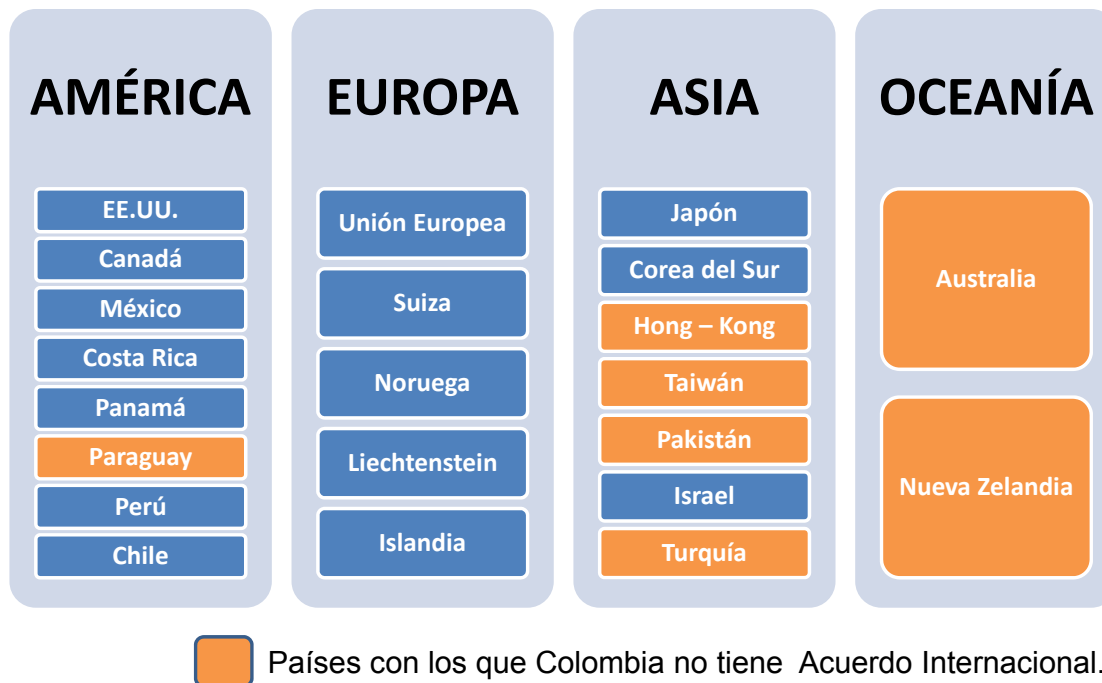 AMÉRICA
EE.UU.
Canadá
México
Costa Rica
Panamá
Paraguay
Perú
Chile
EUROPA
Unión Europea
Suiza
Noruega
Liechtenstein
Islandia
ASIA
Japón
Corea del Sur
Hong – Kong
Taiwán
Pakistán
Israel
Turquía
OCEANÍA
Australia
Nueva Zelandia
Países con los que Colombia no tiene Acuerdo Internacional.